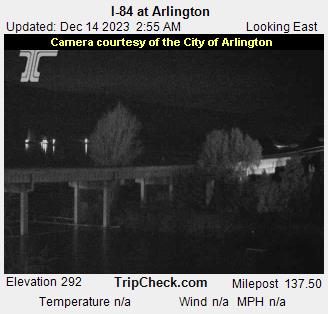 I-84 at Arlington
Updated: Dec 14 2023 2:55 AM Looking East
Camera courtesy of the City of Arlington
Elevation 292 TripCheck.com Milepost 137.50
Temperature n/a Wind n/a MPH n/a